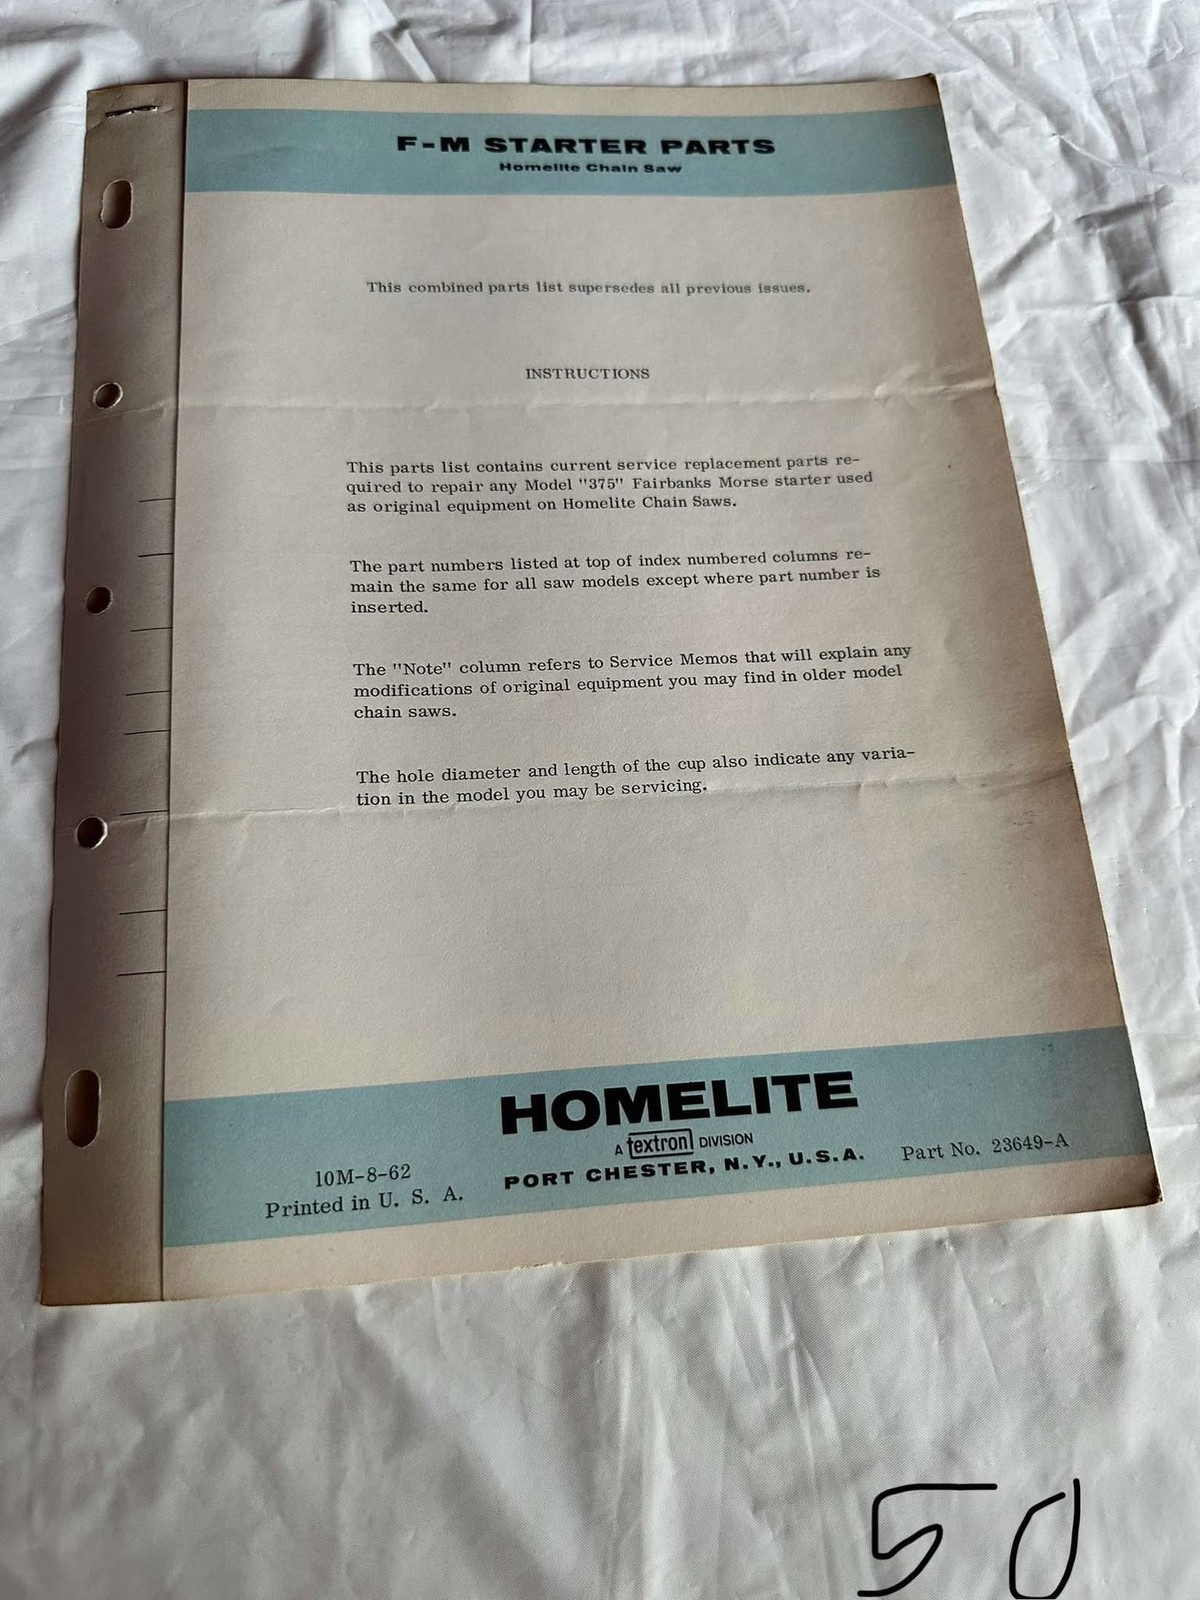 F-M STARTER PARTS
Homelite Chain Saw
This combined parts list supersedes all previous issues.
INSTRUCTIONS
This parts list contains current service replacement parts re-
quired to repair any Model "375" Fairbanks Morse starter used
as original equipment on Homelite Chain Saws.
The part numbers listed at top of index numbered columns re-
main the same for all saw models except where part number is
inserted.
The "Note" column refers to Service Memos that will explain any
modifications of original equipment you may find in older model
chain saws.
The hole diameter and length of the cup also indicate any varia-
tion in the model you may be servicing.
HOMELITE
A textron DIVISION
PORT CHESTER, N.Y., U.S.A.
10M-8-62
Printed in U. S. A.
Part No. 23649-A
50